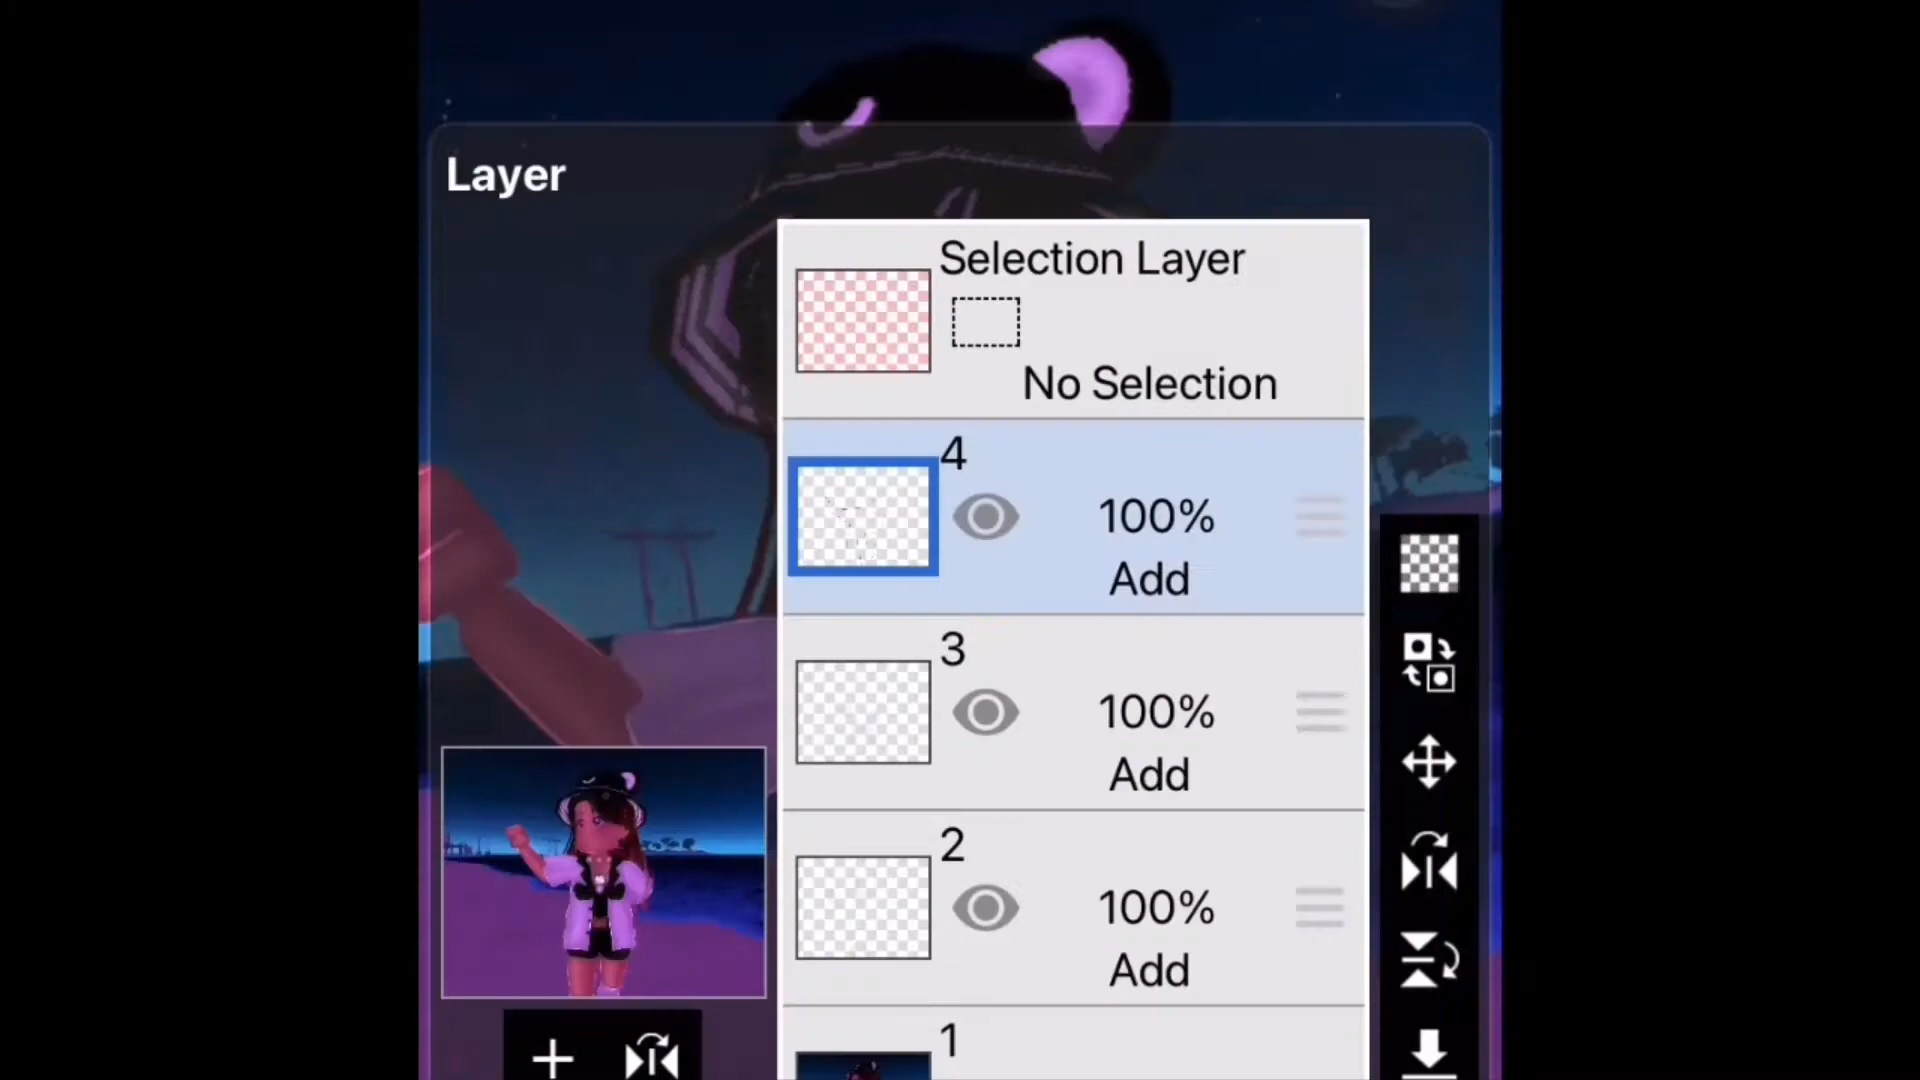 Layer
Selection Layer
No Selection
4
100%
Add
3
100%
Add
2
100%
Add
1